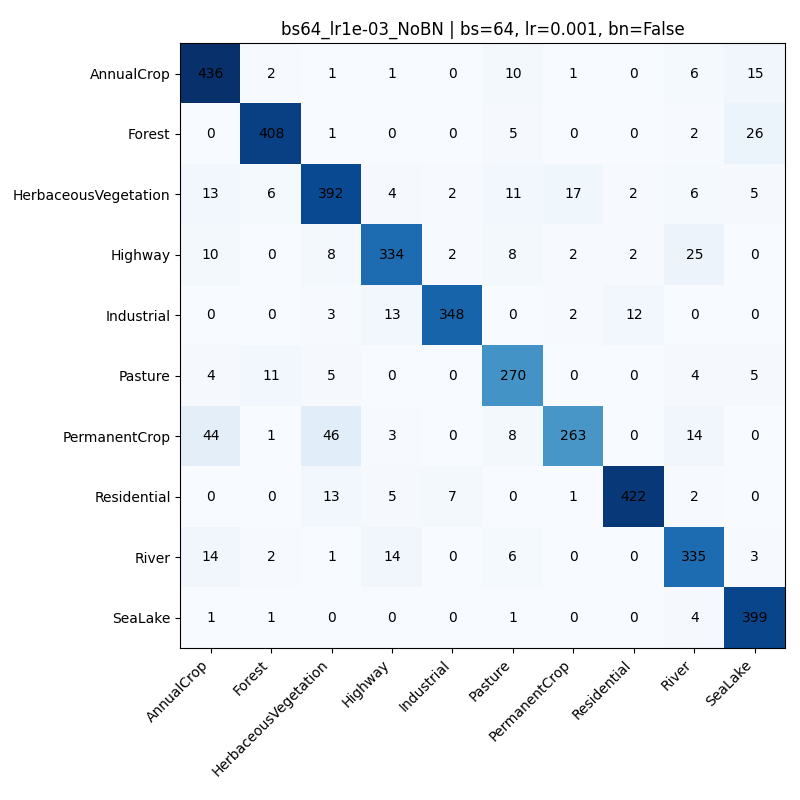 bs64_lr1e-03_NoBN | bs=64, lr=0.001, bn=False
AnnualCrop 436 2 1 1 0 10 1 0 6 15
Forest 0 408 1 0 0 5 0 0 2 26
HerbaceousVegetation 13 6 392 4 2 11 17 2 6 5
Highway 10 0 8 334 2 8 2 2 25 0
Industrial 0 0 3 13 348 0 2 12 0 0
Pasture 4 11 5 0 0 270 0 0 4 5
PermanentCrop 44 1 46 3 0 8 263 0 14 0
Residential 0 0 13 5 7 0 1 422 2 0
River 14 2 1 14 0 6 0 0 335 3
SeaLake 1 1 0 0 0 1 0 0 4 399
AnnualCrop Forest HerbaceousVegetation Highway Industrial Pasture PermanentCrop Residential River SeaLake